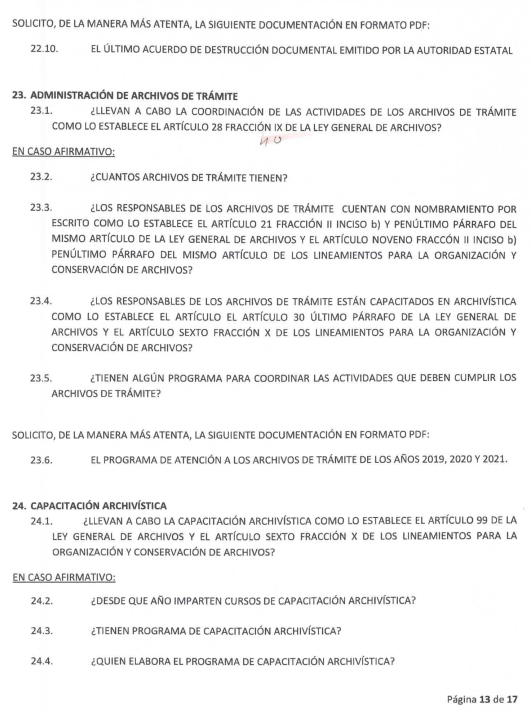 SOLICITO, DE LA MANERA MÁS ATENTA, LA SIGUIENTE DOCUMENTACIÓN EN FORMATO PDF:
22.10. EL ÚLTIMO ACUERDO DE DESTRUCCIÓN DOCUMENTAL EMITIDO POR LA AUTORIDAD ESTATAL
23. ADMINISTRACIÓN DE ARCHIVOS DE TRÁMITE
23.1. ¿LLEVAN A CABO LA COORDINACIÓN DE LAS ACTIVIDADES DE LOS ARCHIVOS DE TRÁMITE
COMO LO ESTABLECE EL ARTÍCULO 28 FRACCIÓN IX DE LA LEY GENERAL DE ARCHIVOS?
NO
EN CASO AFIRMATIVO:
23.2. ¿CUANTOS ARCHIVOS DE TRÁMITE TIENEN?
23.3. ¿LOS RESPONSABLES DE LOS ARCHIVOS DE TRÁMITE CUENTAN CON NOMBRAMIENTO POR
ESCRITO COMO LO ESTABLECE EL ARTÍCULO 21 FRACCIÓN II INCISO b) Y PENÚLTIMO PÁRRAFO DEL
MISMO ARTÍCULO DE LA LEY GENERAL DE ARCHIVOS Y EL ARTÍCULO NOVENO FRACCÓN II INCISO b)
PENÚLTIMO PÁRRAFO DEL MISMO ARTÍCULO DE LOS LINEAMIENTOS PARA LA ORGANIZACIÓN Y
CONSERVACIÓN DE ARCHIVOS?
23.4. ¿LOS RESPONSABLES DE LOS ARCHIVOS DE TRÁMITE ESTÁN CAPACITADOS EN ARCHIVÍSTICA
COMO LO ESTABLECE EL ARTÍCULO EL ARTÍCULO 30 ÚLTIMO PÁRRAFO DE LA LEY GENERAL DE
ARCHIVOS Y EL ARTÍCULO SEXTO FRACCIÓN X DE LOS LINEAMIENTOS PARA LA ORGANIZACIÓN Y
CONSERVACIÓN DE ARCHIVOS?
23.5. ¿TIENEN ALGÚN PROGRAMA PARA COORDINAR LAS ACTIVIDADES QUE DEBEN CUMPLIR LOS
ARCHIVOS DE TRÁMITE?
SOLICITO, DE LA MANERA MÁS ATENTA, LA SIGUIENTE DOCUMENTACIÓN EN FORMATO PDF:
23.6. EL PROGRAMA DE ATENCIÓN A LOS ARCHIVOS DE TRÁMITE DE LOS AÑOS 2019, 2020 Y 2021.
24. CAPACITACIÓN ARCHIVÍSTICA
24.1. ¿LLEVAN A CABO LA CAPACITACIÓN ARCHIVÍSTICA COMO LO ESTABLECE EL ARTÍCULO 99 DE LA
LEY GENERAL DE ARCHIVOS Y EL ARTÍCULO SEXTO FRACCIÓN X DE LOS LINEAMIENTOS PARA LA
ORGANIZACIÓN Y CONSERVACIÓN DE ARCHIVOS?
EN CASO AFIRMATIVO:
24.2. ¿DESDE QUE AÑO IMPARTEN CURSOS DE CAPACITACIÓN ARCHIVÍSTICA?
24.3. ¿TIENEN PROGRAMA DE CAPACITACIÓN ARCHIVÍSTICA?
24.4. ¿QUIEN ELABORA EL PROGRAMA DE CAPACITACIÓN ARCHIVÍSTICA?
Página 13 de 17